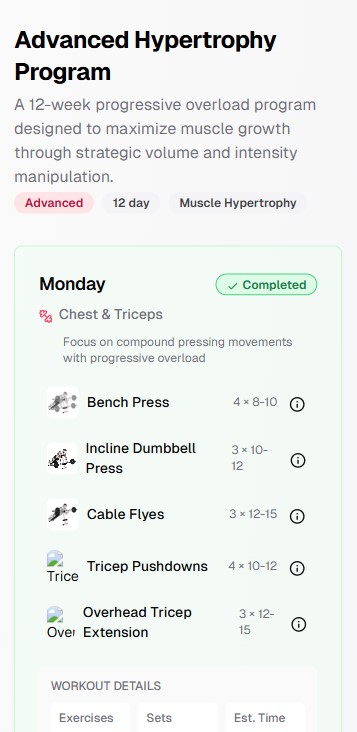 Advanced Hypertrophy
Program
A 12-week progressive overload program
designed to maximize muscle growth
through strategic volume and intensity
manipulation.
Advanced 12 day Muscle Hypertrophy
Monday Completed
Chest & Triceps
Focus on compound pressing movements
with progressive overload
Bench Press 4 × 8-10
Incline Dumbbell
Press
3 × 10-
12
Cable Flyes 3 × 12-15
Trice
Tricep Pushdowns 4 × 10-12
Over
Overhead Tricep
Extension
3 × 12-
15
WORKOUT DETAILS
Exercises Sets Est. Time